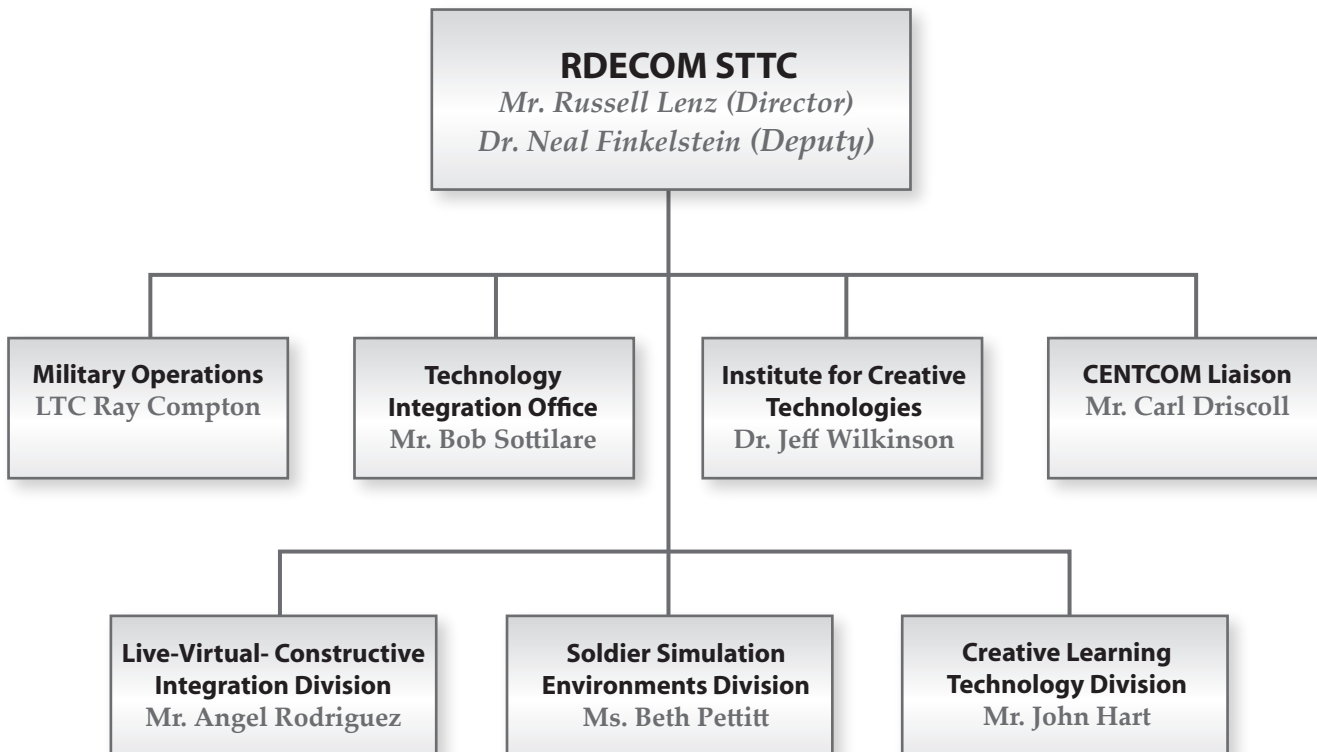 RDECOM STTC
Mr. Russell Lenz (Director)
Dr. Neal Finkelstein (Deputy)
Military Operations
LTC Ray Compton
Technology
Integration Office
Mr. Bob Sottilare
Institute for Creative
Technologies
Dr. Jeff Wilkinson
CENTCOM Liaison
Mr. Carl Driscoll
Live-Virtual- Constructive
Integration Division
Mr. Angel Rodriguez
Soldier Simulation
Environments Division
Ms. Beth Pettitt
Creative Learning
Technology Division
Mr. John Hart